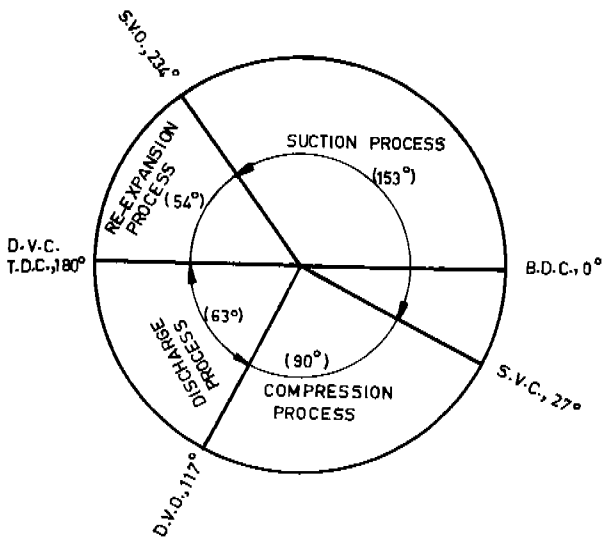 S.V.O., 234°
SUCTION PROCESS
(153°)
RE-EXPANSION
PROCESS
(54°)
D.V.C.
T.D.C., 180°
B.D.C., 0°
(63°)
DISCHARGE
PROCESS
(90°)
COMPRESSION
PROCESS
S.V.C., 27°
D.V.O., 117°